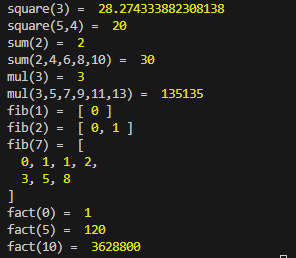 square(3) =  28.274333882308138
square(5,4) =  20
sum(2) =  2
sum(2,4,6,8,10) =  30
mul(3) =  3
mul(3,5,7,9,11,13) =  135135
fib(1) =  [ 0 ]
fib(2) =  [ 0, 1 ]
fib(7) =  [
  0, 1, 1, 2,
  3, 5, 8
]
fact(0) =  1
fact(5) =  120
fact(10) =  3628800